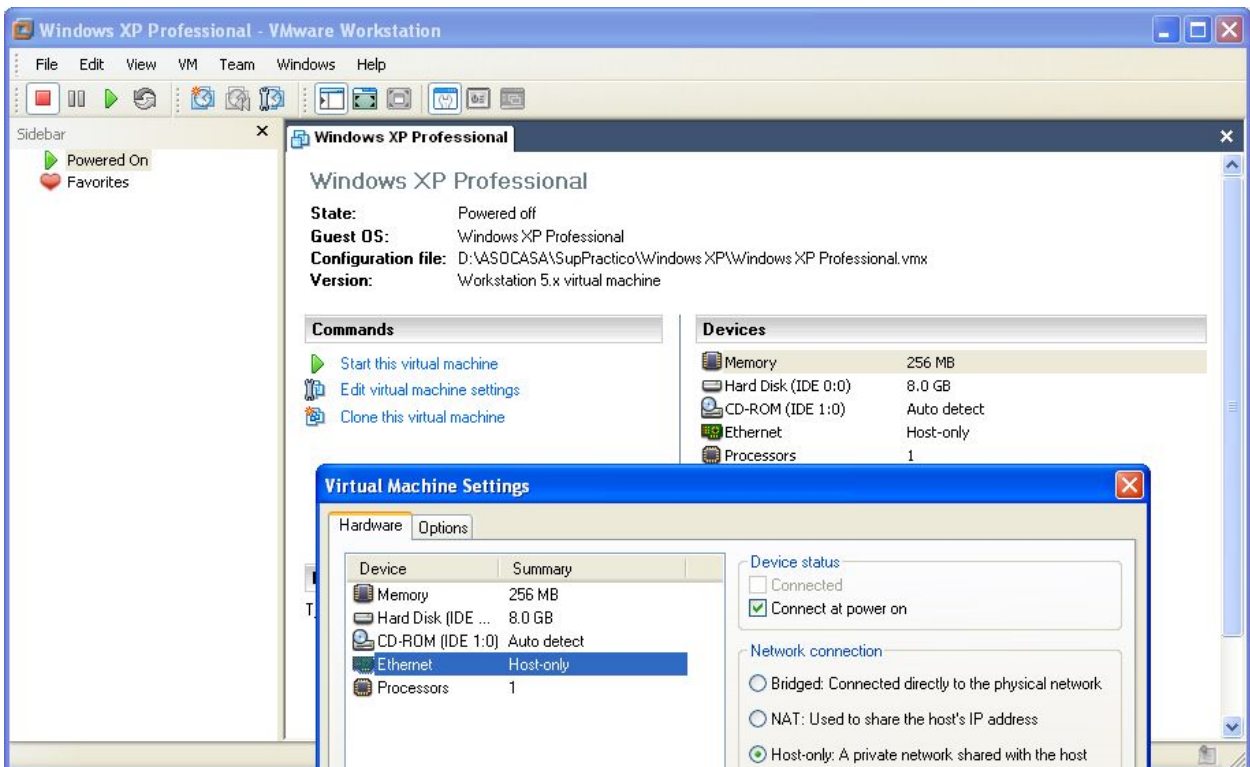 Windows XP Professional - VMware Workstation
File Edit View VM Team Windows Help
Sidebar
Powered On
Favorites
Windows XP Professional
Windows XP Professional
State: Powered off
Guest OS: Windows XP Professional
Configuration file: D:\ASOCASA\SupPractico\Windows XP\Windows XP Professional.vmx
Version: Workstation 5.x virtual machine
Commands
Start this virtual machine
Edit virtual machine settings
Clone this virtual machine
Devices
Memory 256 MB
Hard Disk (IDE 0:0) 8.0 GB
CD-ROM (IDE 1:0) Auto detect
Ethernet Host-only
Processors 1
Virtual Machine Settings
Hardware Options
Device Summary
Memory 256 MB
Hard Disk (IDE ... 8.0 GB
CD-ROM (IDE 1:0) Auto detect
Ethernet Host-only
Processors 1
Device status
Connected
Connect at power on
Network connection
Bridged: Connected directly to the physical network
NAT: Used to share the host's IP address
Host-only: A private network shared with the host